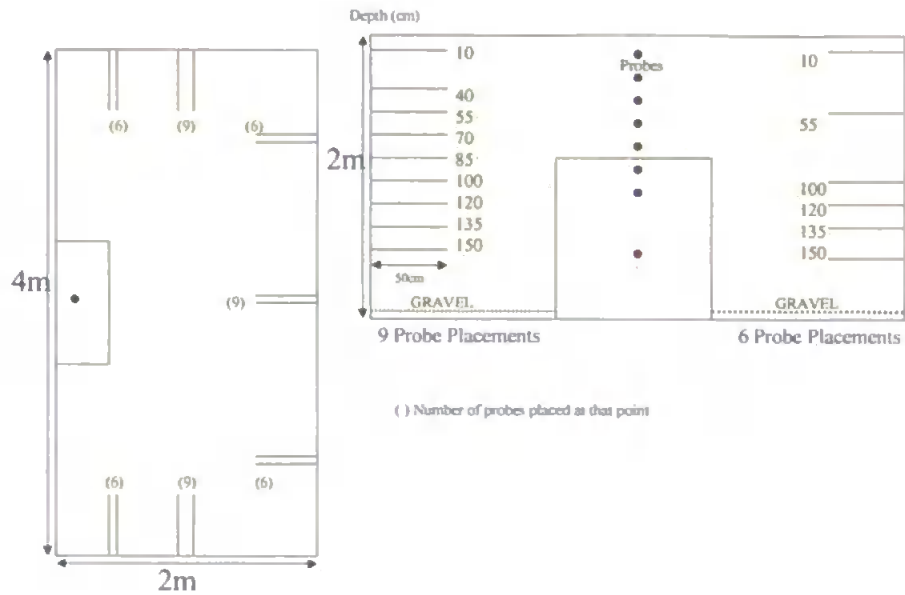 Depth (cm)
(6)
(9)
(6)
4m
(9)
(6)
(9)
(6)
2m
2m
10
40
55
70
85
100
120
135
150
50cm
GRAVEL
9 Probe Placements
Probes
10
55
100
120
135
150
GRAVEL
6 Probe Placements
( ) Number of probes placed at that point